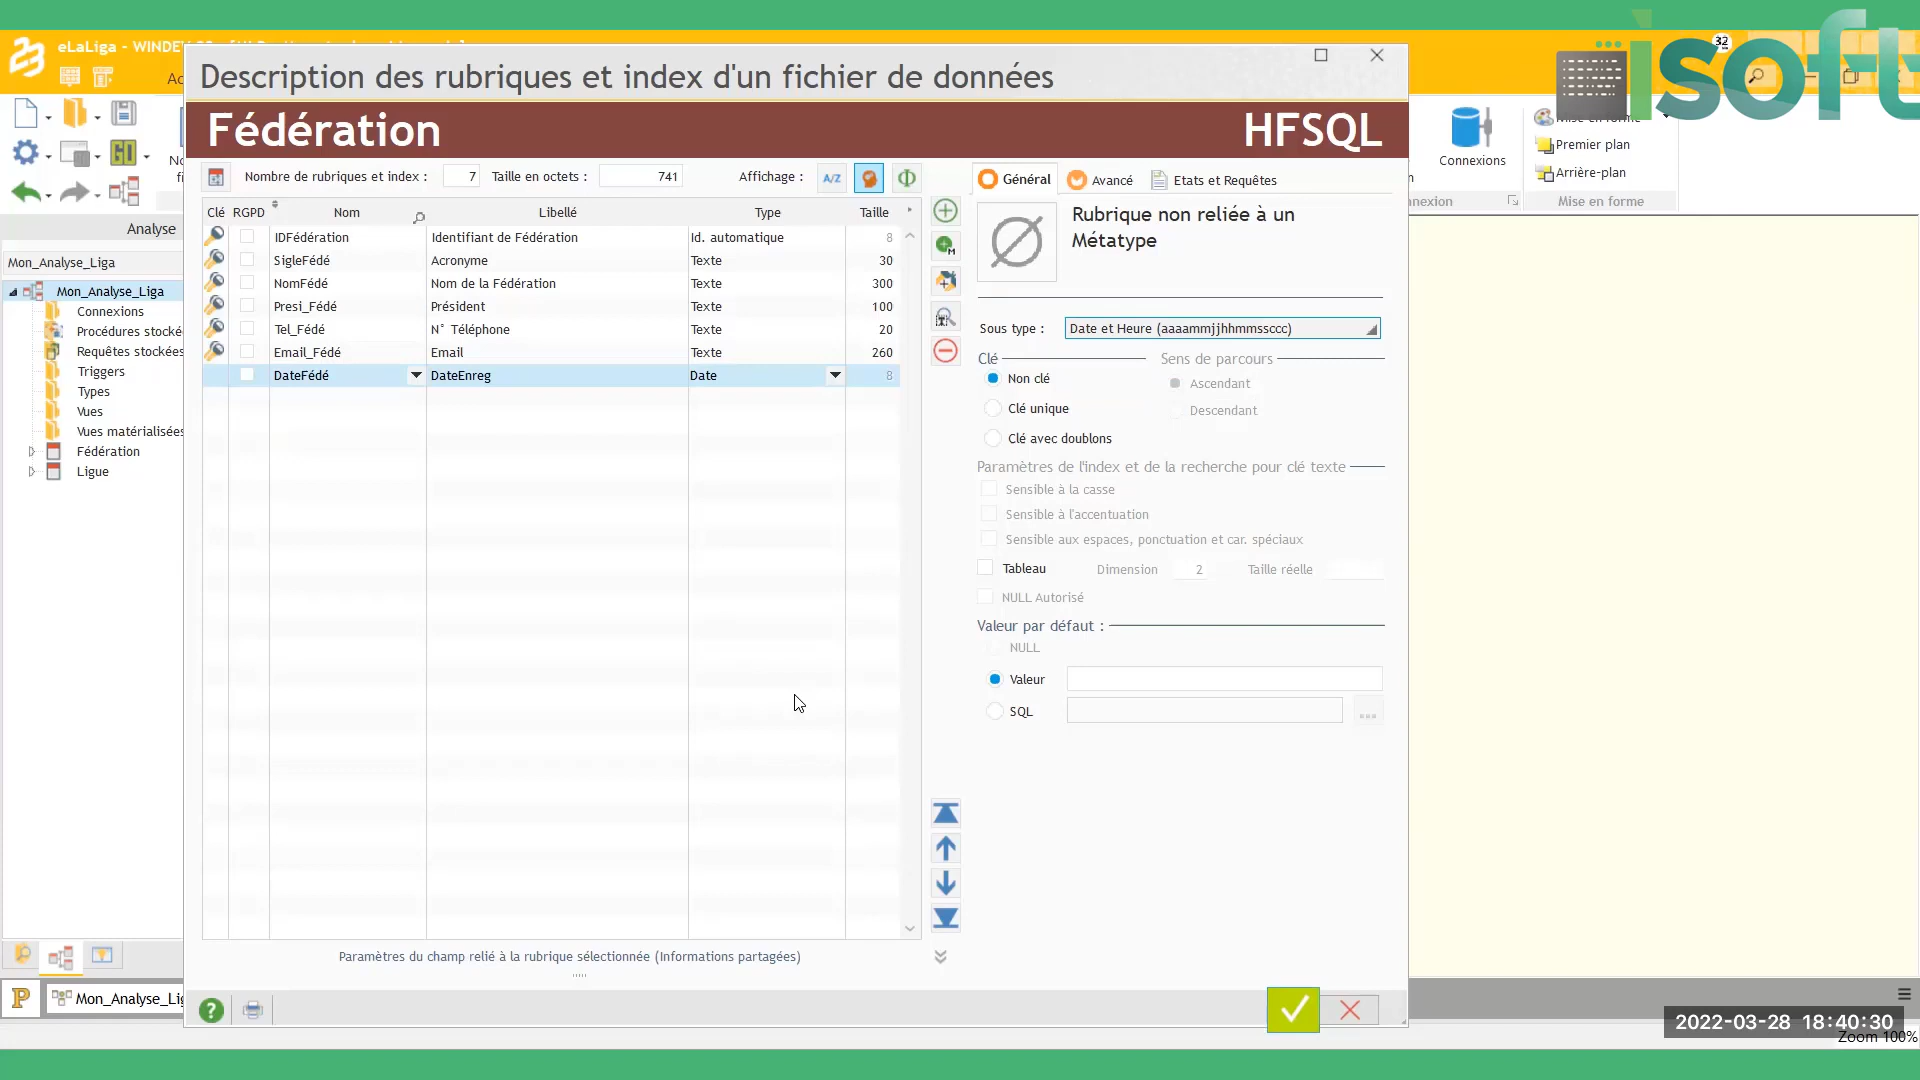 isoft
eLaLiga - WINDEV
32
Description des rubriques et index d'un fichier de données
Fédération
HFSQL
Nombre de rubriques et index :
7
Taille en octets :
741
Affichage :
A/Z
Clé
RGPD
Nom
Libellé
Type
Taille
IDFédération
Identifiant de Fédération
Id. automatique
8
SigleFédé
Acronyme
Texte
30
NomFédé
Nom de la Fédération
Texte
300
Presi_Fédé
Président
Texte
100
Tel_Fédé
N° Téléphone
Texte
20
Email_Fédé
Email
Texte
260
DateFédé
DateEnreg
Date
8
Paramètres du champ relié à la rubrique sélectionnée (Informations partagées)
Général
Avancé
Etats et Requêtes
Rubrique non reliée à un
Métatype
Sous type :
Date et Heure (aaaammjjhhmmssccc)
Clé
Sens de parcours
Non clé
Ascendant
Clé unique
Descendant
Clé avec doublons
Paramètres de l'index et de la recherche pour clé texte
Sensible à la casse
Sensible à l'accentuation
Sensible aux espaces, ponctuation et car. spéciaux
Tableau
Dimension
2
Taille réelle
NULL Autorisé
Valeur par défaut :
NULL
Valeur
SQL
...
Analyse
Mon_Analyse_Liga
Mon_Analyse_Liga
Connexions
Procédures stocké
Requêtes stockées
Triggers
Types
Vues
Vues matérialisées
Fédération
Ligue
Mon_Analyse_Lig
Connexions
Mise en forme
Premier plan
Arrière-plan
nnexion
Mise en forme
2022-03-28 18:40:30
Zoom 100%